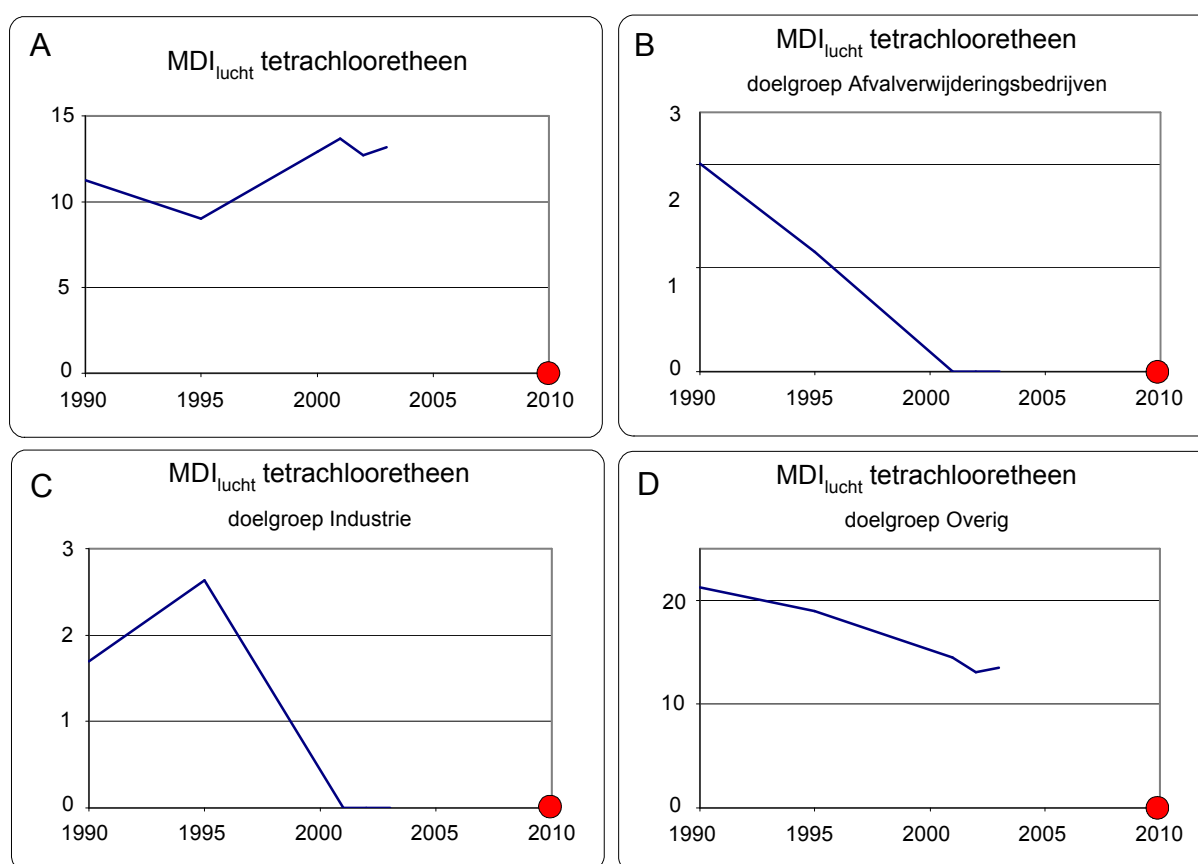 A
MDIlucht tetrachlooretheen
15
10
5
0
1990 1995 2000 2005 2010
B
MDIlucht tetrachlooretheen
doelgroep Afvalverwijderingsbedrijven
3
2
1
0
1990 1995 2000 2005 2010
C
MDIlucht tetrachlooretheen
doelgroep Industrie
3
2
1
0
1990 1995 2000 2005 2010
D
MDIlucht tetrachlooretheen
doelgroep Overig
20
10
0
1990 1995 2000 2005 2010